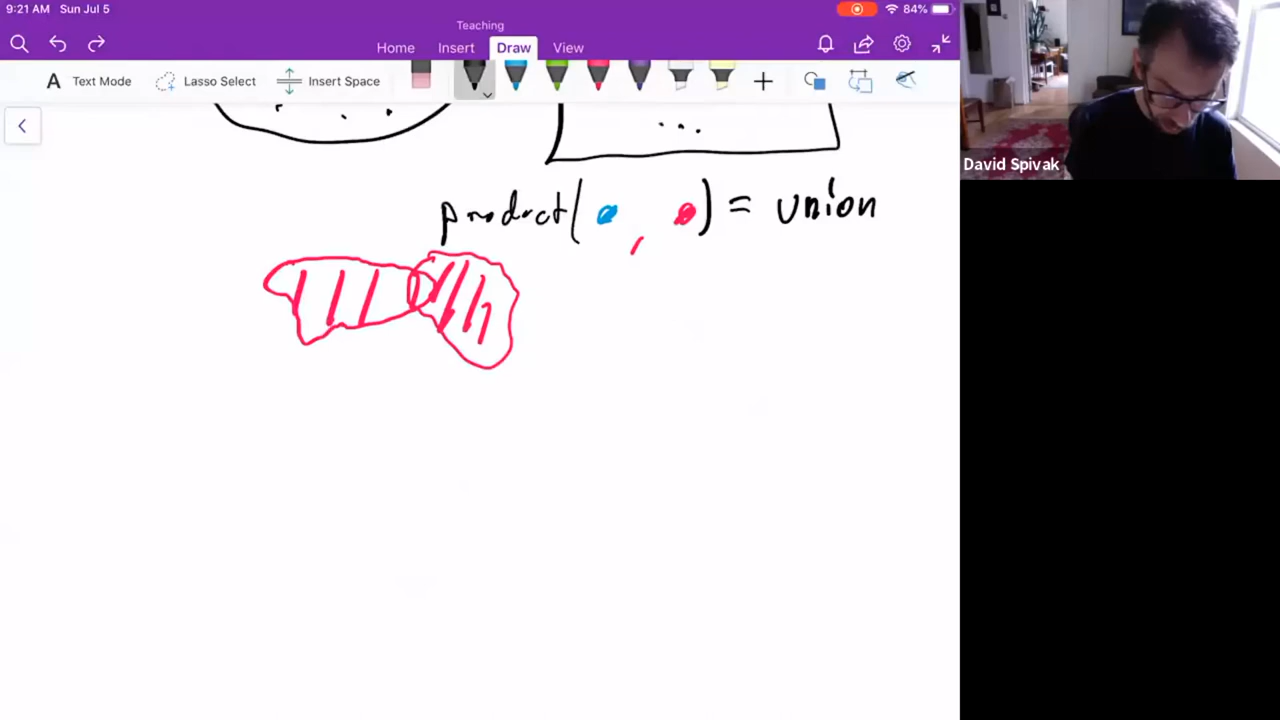 9:21 AM Sun Jul 5
84%
Teaching
Home Insert Draw View
A Text Mode Lasso Select Insert Space
...
product( , ) = union
David Spivak